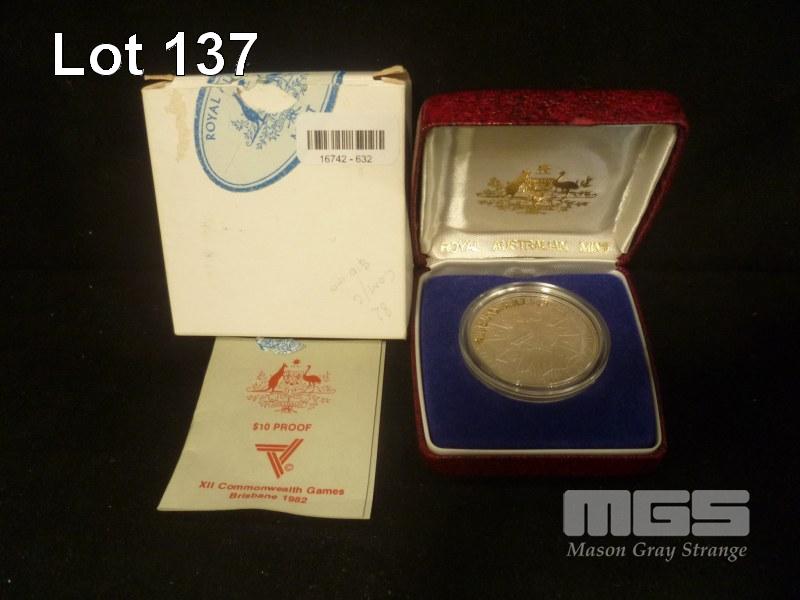 Lot 137
ROYAL
16742 - 632
$10 PROOF
©
XII Commonwealth Games
Brisbane 1982
ROYAL AUSTRALIAN MINT
MGS
Mason Gray Strange